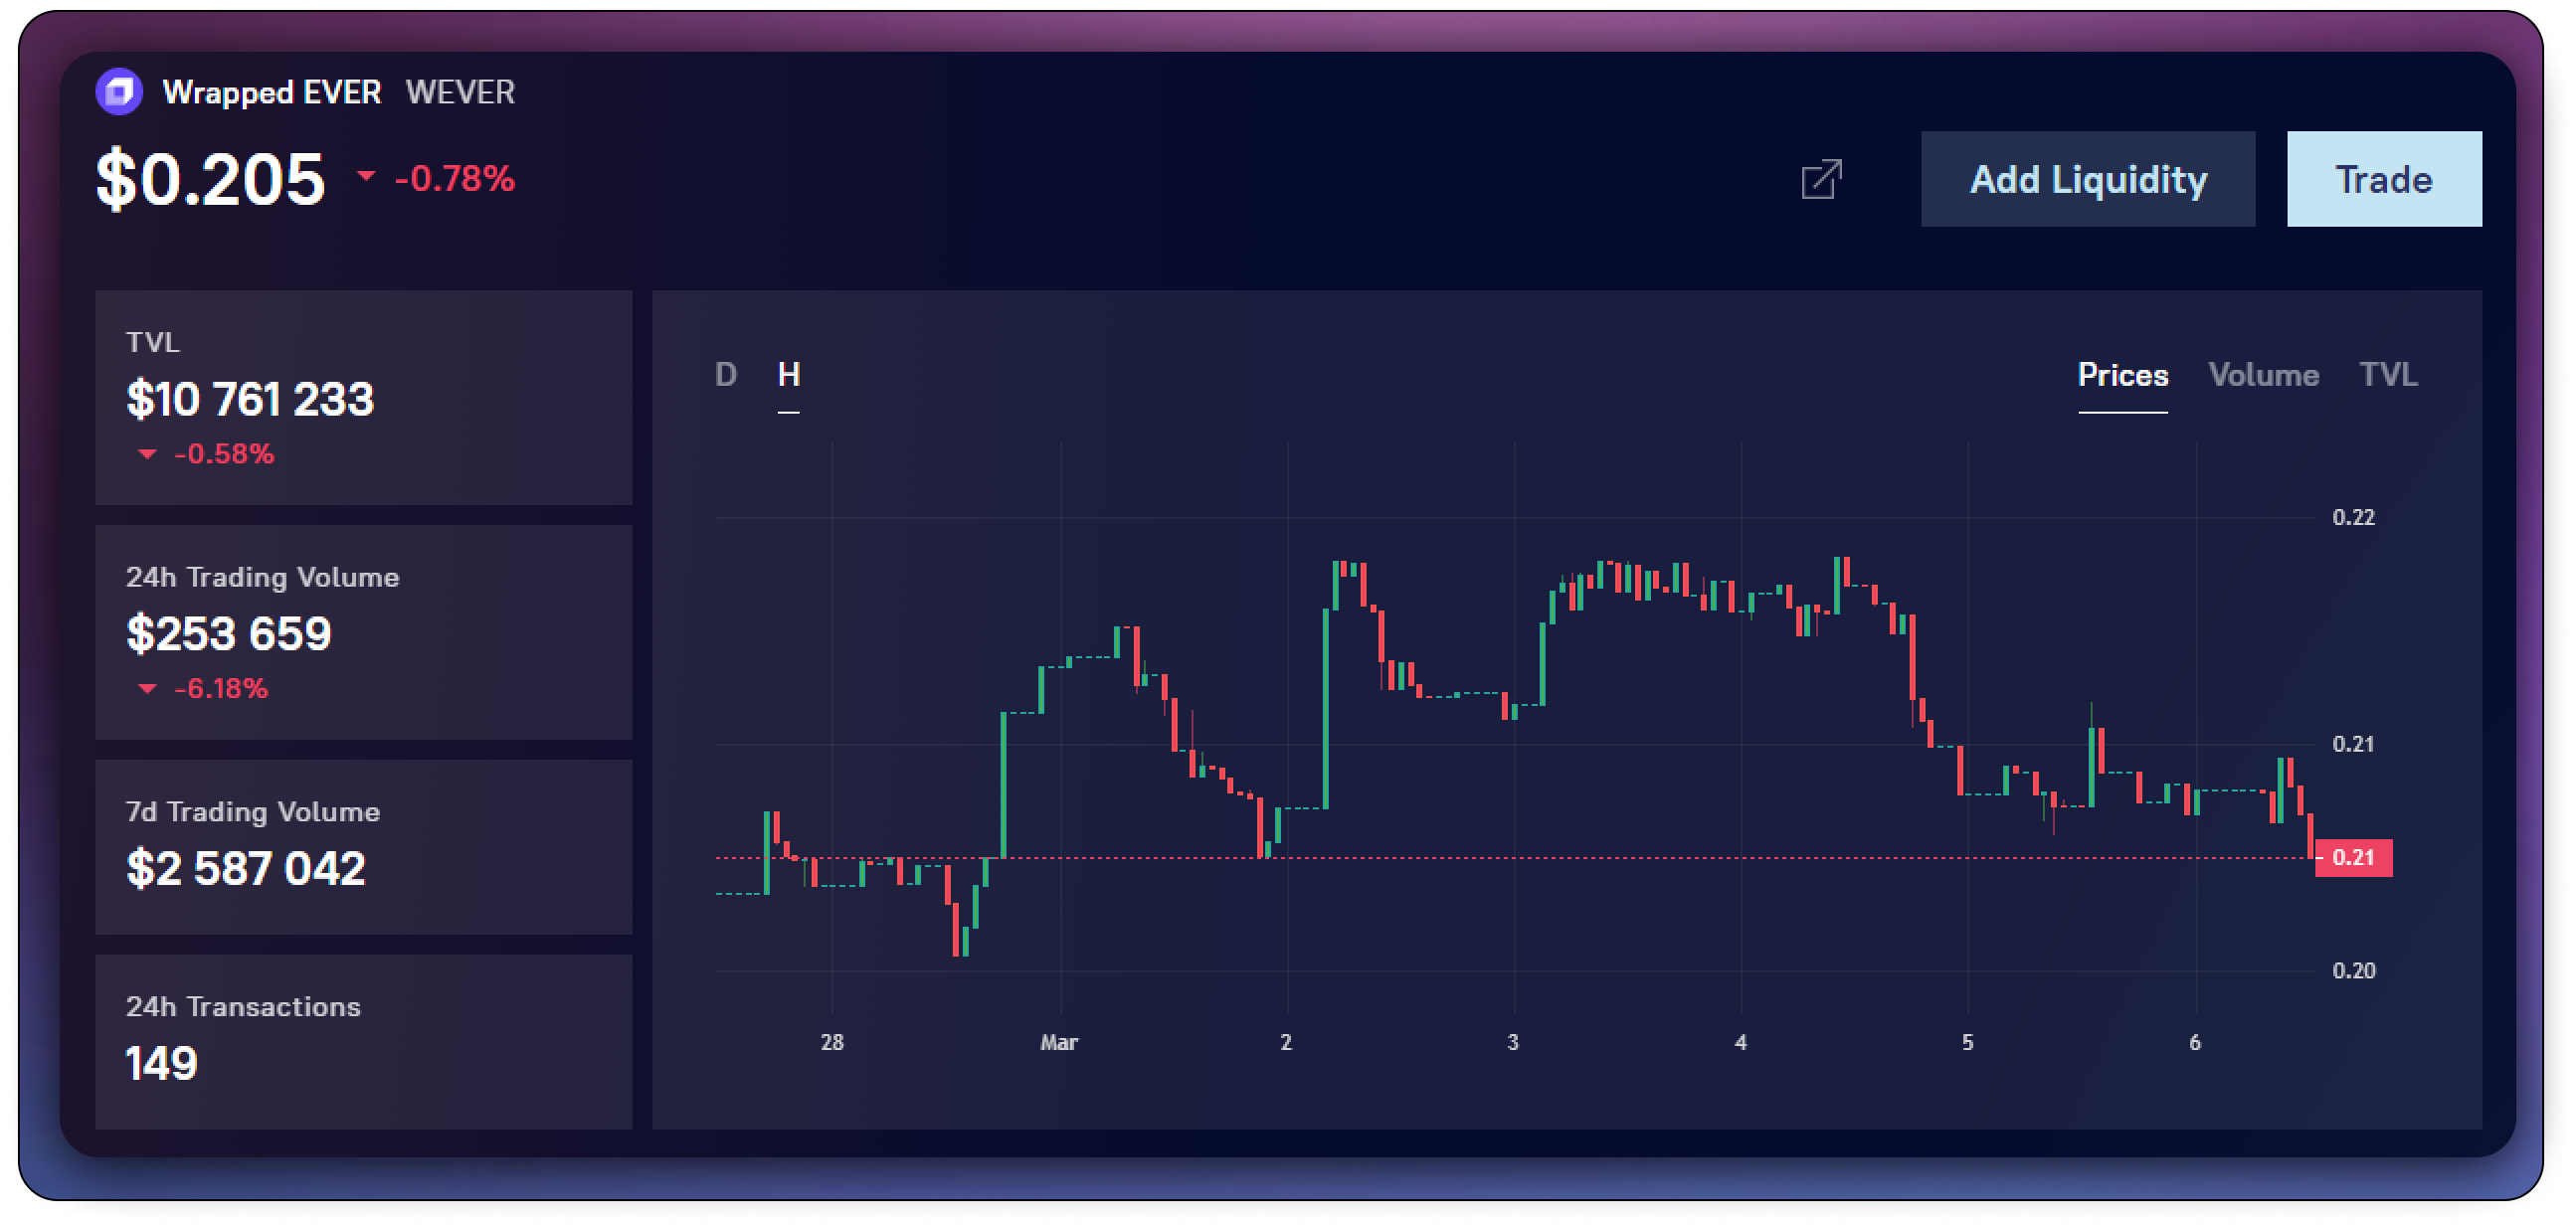 Wrapped EVER WEVER
$0.205 -0.78%
Add Liquidity
Trade
TVL
$10 761 233
-0.58%
24h Trading Volume
$253 659
-6.18%
7d Trading Volume
$2 587 042
24h Transactions
149
D H
Prices Volume TVL
0.22
0.21
0.21
0.20
28 Mar 2 3 4 5 6